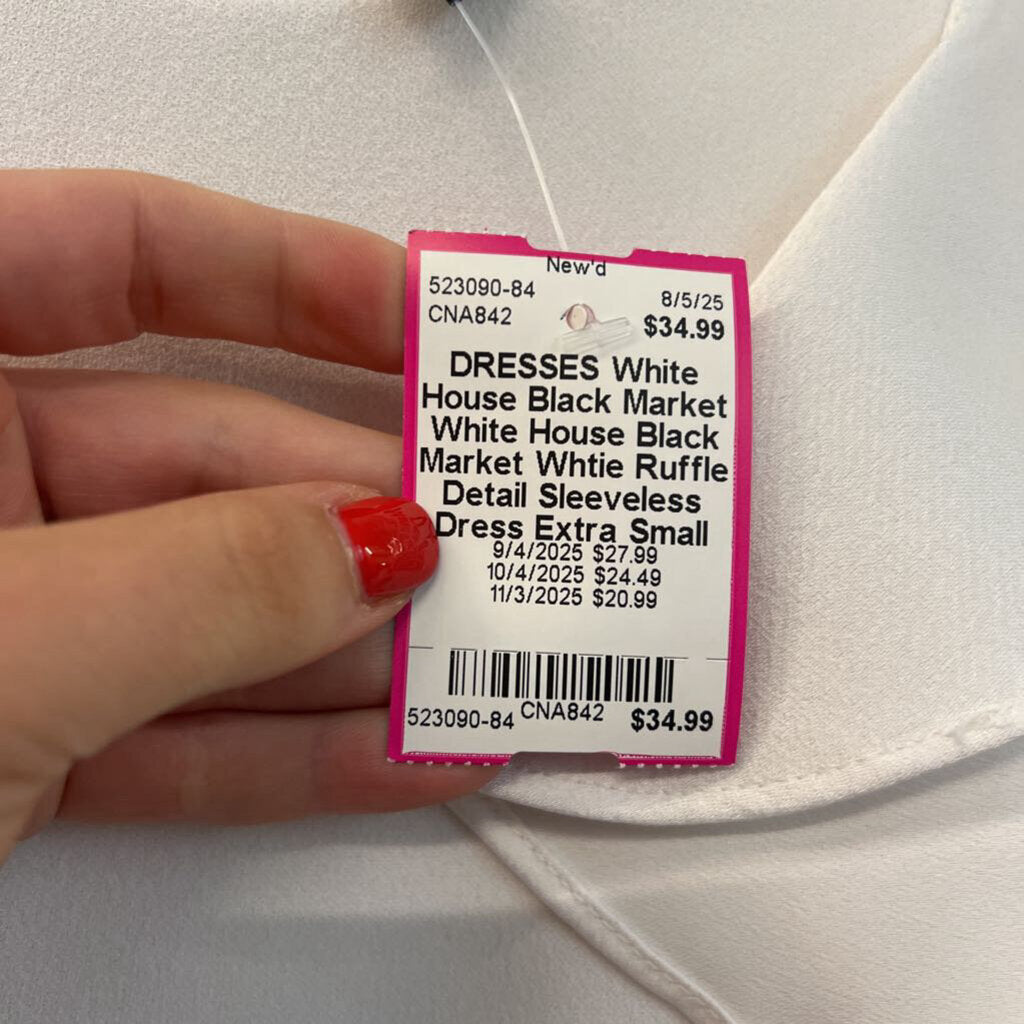 New'd
523090-84 8/5/25
CNA842 $34.99
DRESSES White
House Black Market
White House Black
Market Whtie Ruffle
Detail Sleeveless
Dress Extra Small
9/4/2025 $27.99
10/4/2025 $24.49
11/3/2025 $20.99
523090-84 CNA842 $34.99